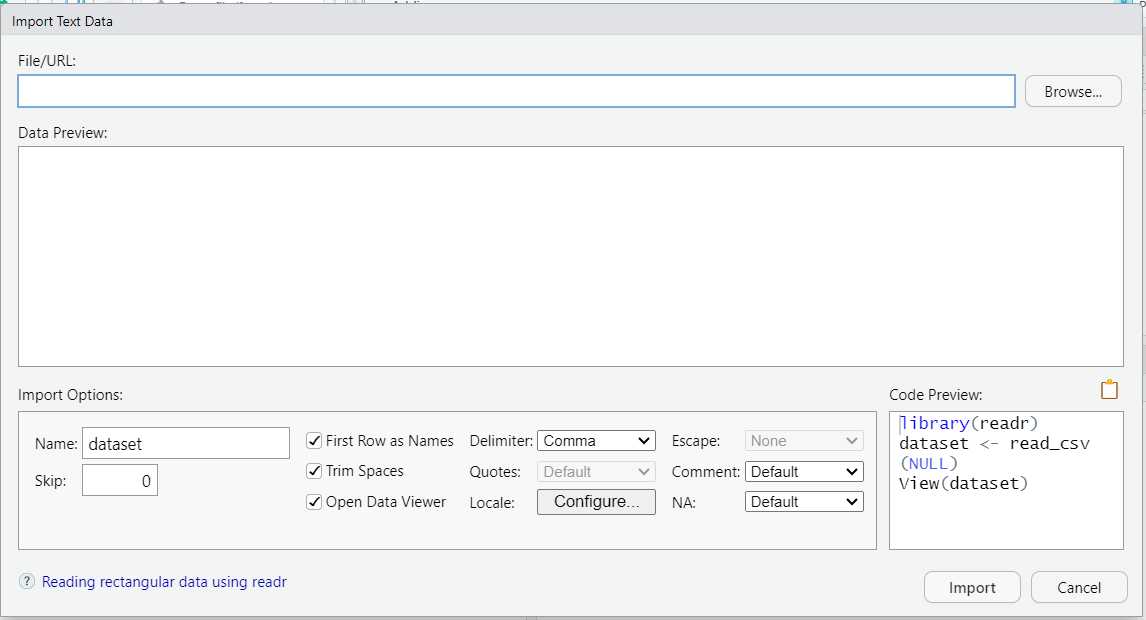 Import Text Data
File/URL:
Browse...
Data Preview:
Import Options:
Code Preview:
Name: dataset
Skip: 0
First Row as Names
Trim Spaces
Open Data Viewer
Delimiter: Comma
Quotes: Default
Locale: Configure...
Escape: None
Comment: Default
NA: Default
library(readr)
dataset <- read_csv
(NULL)
View(dataset)
? Reading rectangular data using readr
Import
Cancel